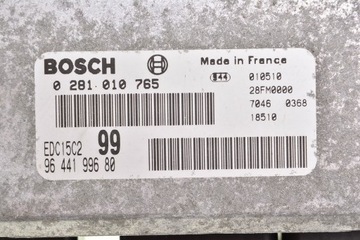 BOSCH
0 281 010 765
EDC15C2 99
96 441 996 80
Made in France
010510
28FM0000
7046 0368
18510